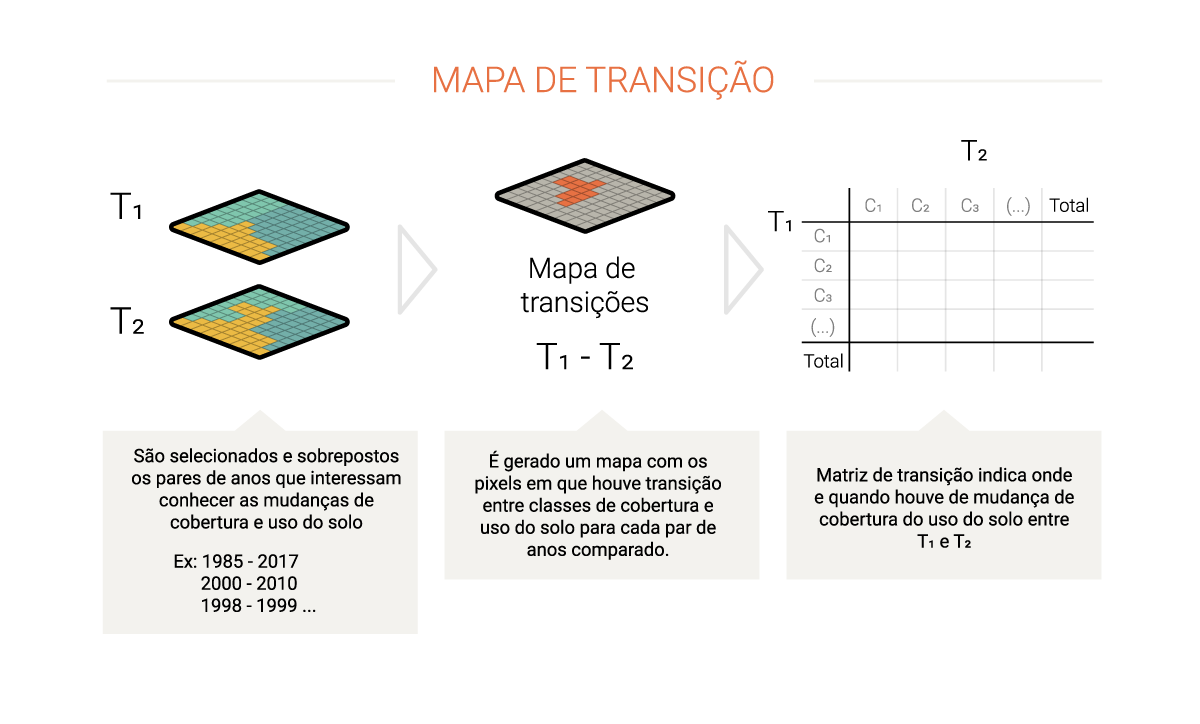 MAPA DE TRANSIÇÃO
T₁
T₂
Mapa de
transições
T₁ - T₂
T₂
T₁
C₁ C₂ C₃ (...) Total
C₁
C₂
C₃
(...)
Total
São selecionados e sobrepostos
os pares de anos que interessam
conhecer as mudanças de
cobertura e uso do solo
Ex: 1985 - 2017
2000 - 2010
1998 - 1999 ...
É gerado um mapa com os
pixels em que houve transição
entre classes de cobertura e
uso do solo para cada par de
anos comparado.
Matriz de transição indica onde
e quando houve de mudança de
cobertura do uso do solo entre
T₁ e T₂